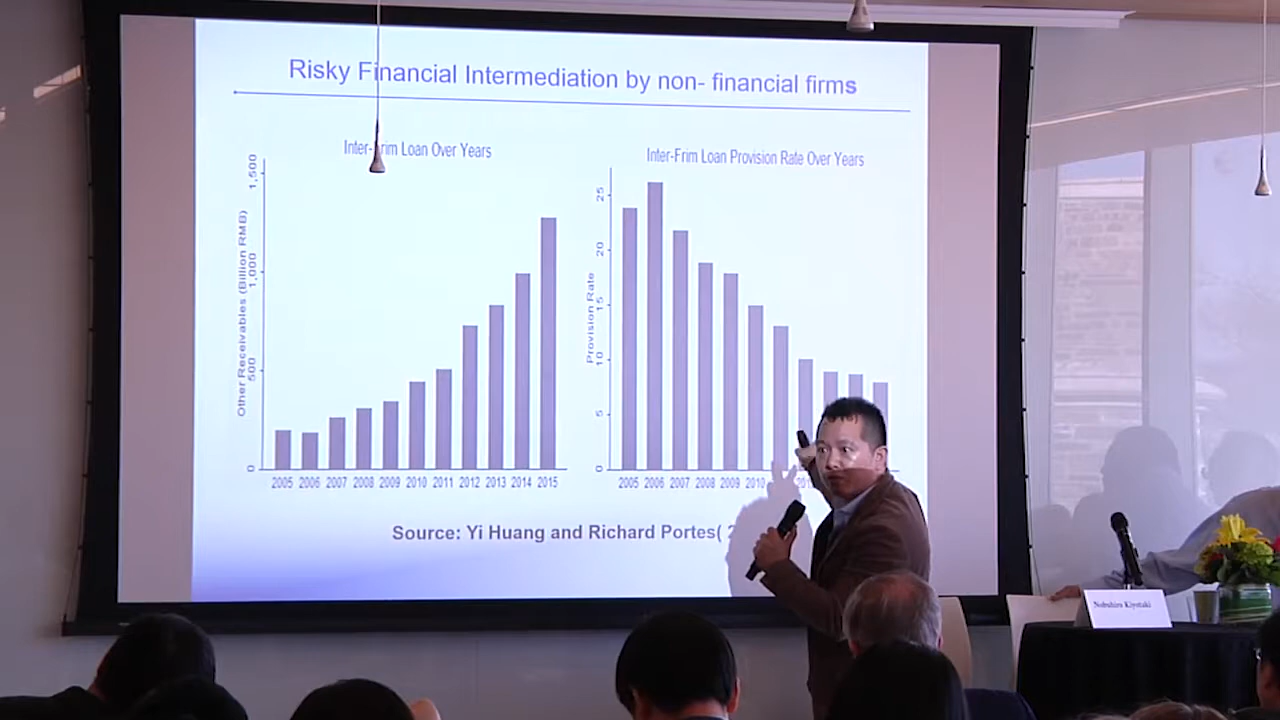 Risky Financial Intermediation by non- financial firms
Inter-Frim Loan Over Years
Other Receivables (Billion RMB)
1,500
1,000
500
0
2005 2006 2007 2008 2009 2010 2011 2012 2013 2014 2015
Inter-Frim Loan Provision Rate Over Years
Provision Rate
25
20
15
10
5
0
2005 2006 2007 2008 2009 2010
Source: Yi Huang and Richard Portes(
Nobuhiro Kiyotaki